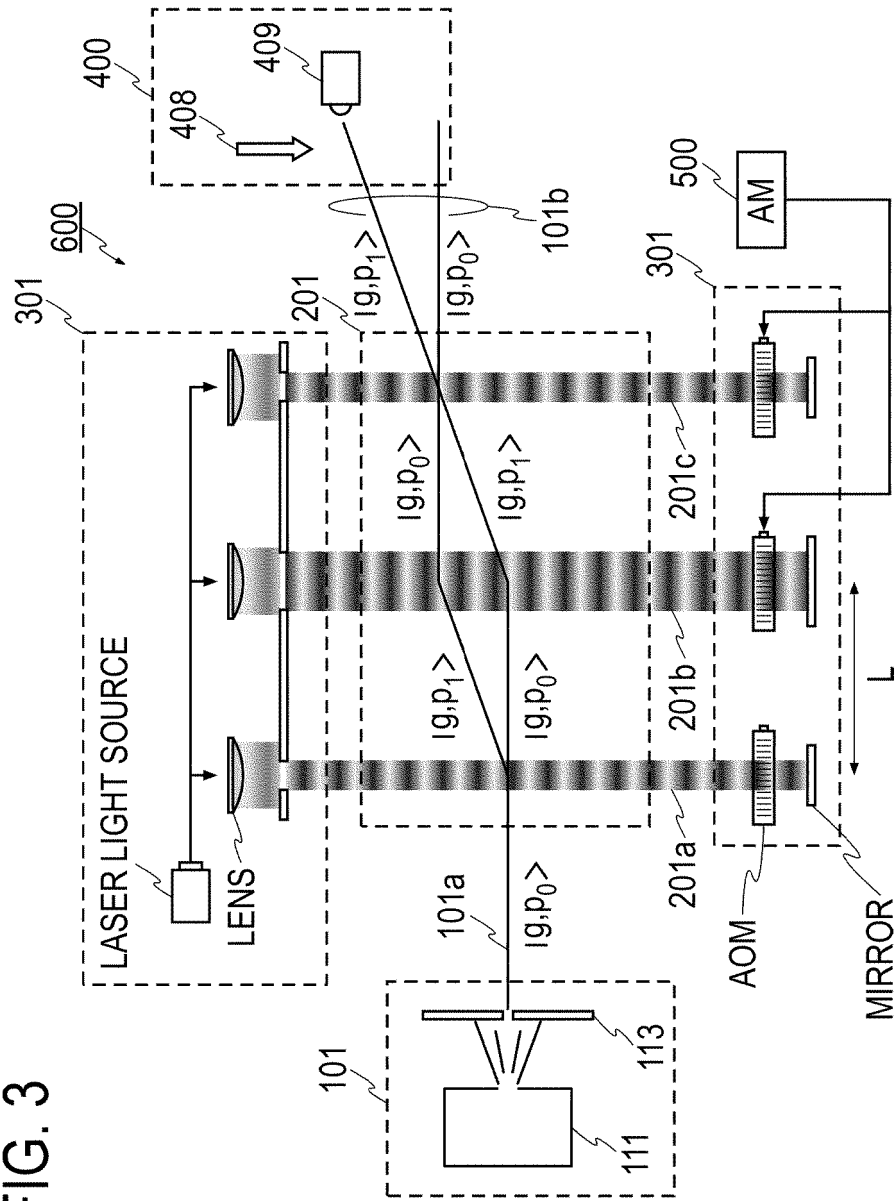 FIG. 3
600
301
LASER LIGHT SOURCE
LENS
400
408
409
201
101
111
113
101a
|g,p₀>
|g,p₁>
|g,p₀>
|g,p₀>
|g,p₁>
|g,p₁>
|g,p₀>
101b
201a
201b
201c
301
500
AM
AOM
MIRROR
L